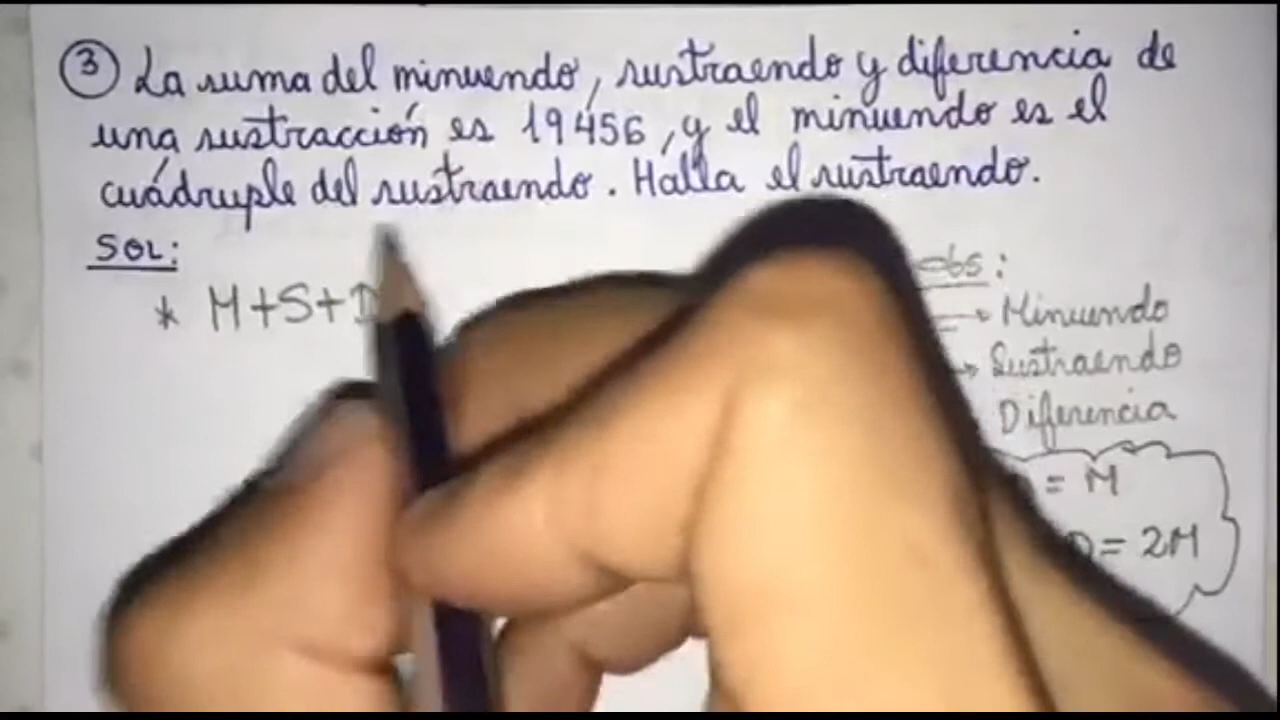 3 La suma del minuendo, sustraendo y diferencia de
una sustracción es 19456, y el minuendo es el
cuádruple del sustraendo. Halla el sustraendo.
SOL:
* M+S+D
obs:
→ Minuendo
→ Sustraendo
Diferencia
= M
D = 2M